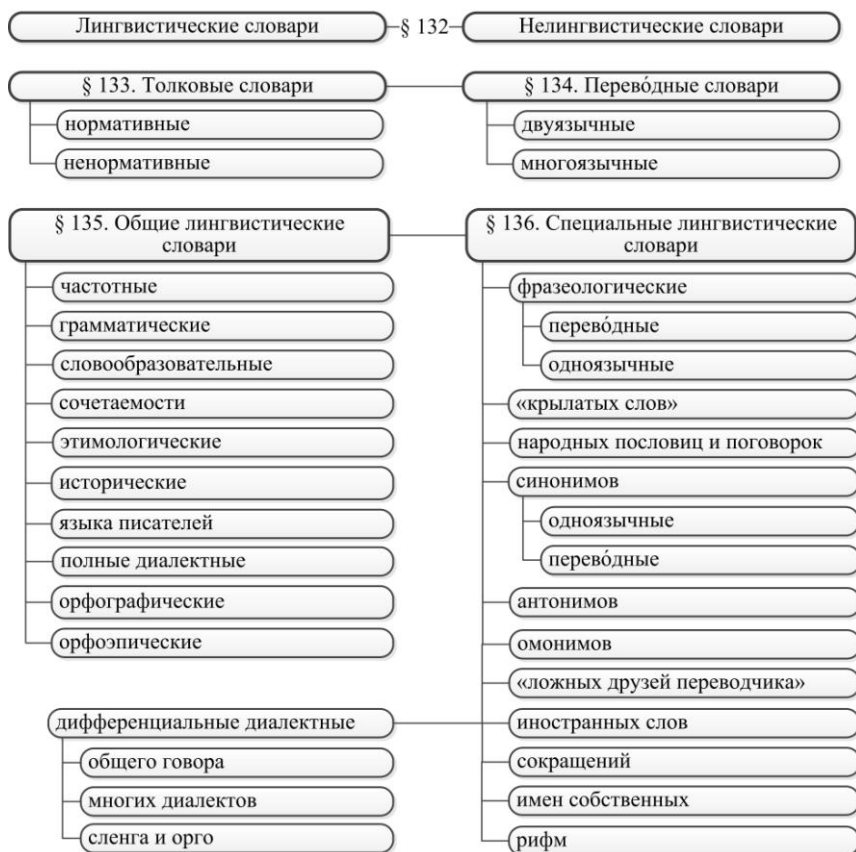 Лингвистические словари
§ 132
Нелингвистические словари
§ 133. Толковые словари
нормативные
ненормативные
§ 134. Перево́дные словари
двуязычные
многоязычные
§ 135. Общие лингвистические
словари
частотные
грамматические
словообразовательные
сочетаемости
этимологические
исторические
языка писателей
полные диалектные
орфографические
орфоэпические
§ 136. Специальные лингвистические
словари
фразеологические
перево́дные
одноязычные
«крылатых слов»
народных пословиц и поговорок
синонимов
одноязычные
перево́дные
антонимов
омонимов
«ложных друзей переводчика»
иностранных слов
сокращений
имен собственных
рифм
дифференциальные диалектные
общего говора
многих диалектов
сленга и орго